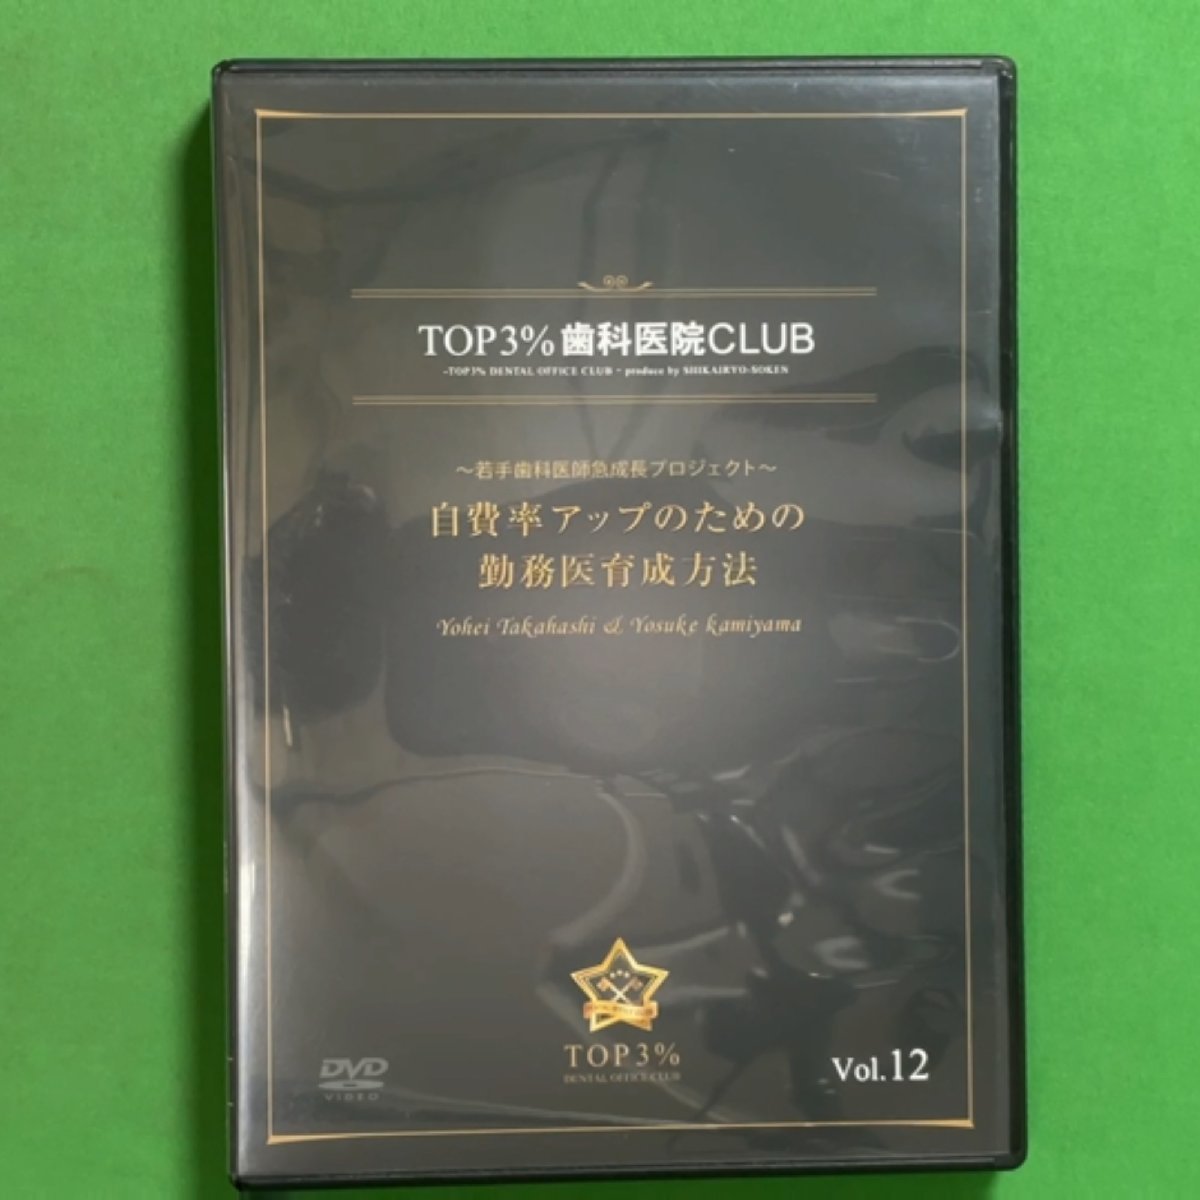 TOP3%歯科医院CLUB
-TOP3% DENTAL OFFICE CLUB - produce by SHIKAIRYO-SOKEN
～若手歯科医師急成長プロジェクト～
自費率アップのための
勤務医育成方法
Yohei Takahashi & Yosuke kamiyama
TOP3%
DENTAL OFFICE CLUB
DVD
VIDEO
Vol.12